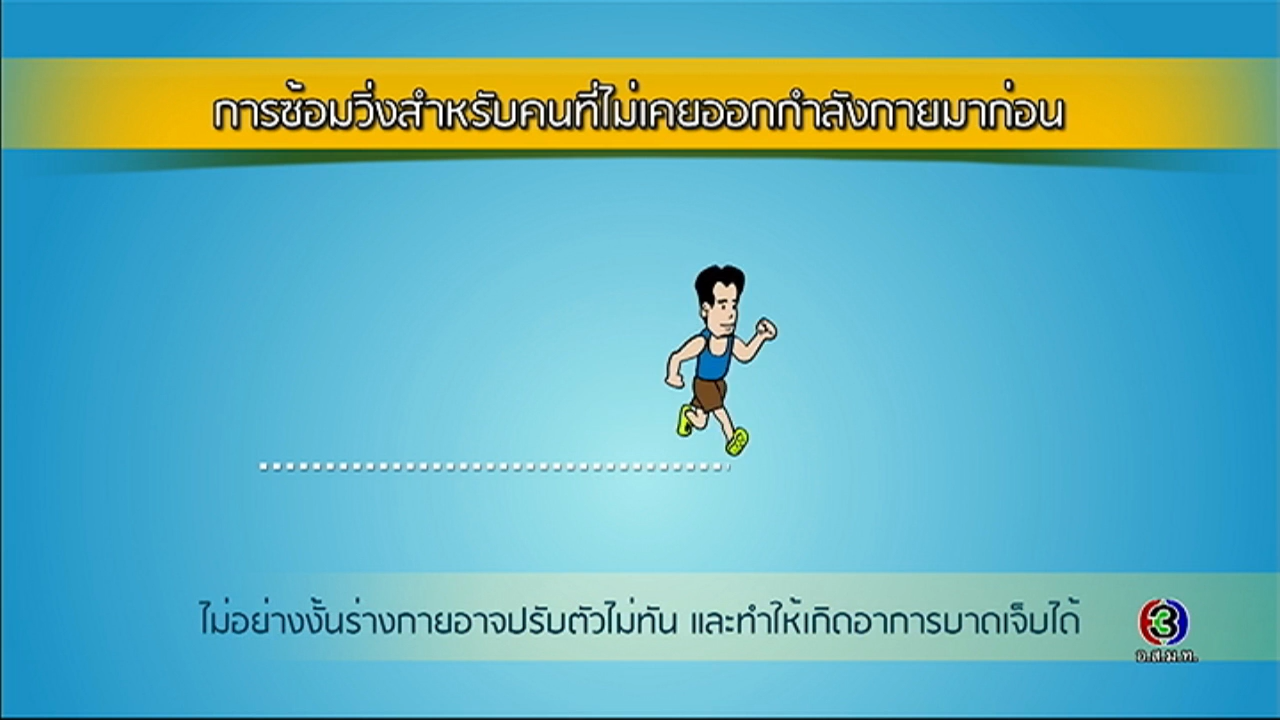 การซ้อมวิ่งสำหรับคนที่ไม่เคยออกกำลังกายมาก่อน
ไม่อย่างงั้นร่างกายอาจปรับตัวไม่ทัน และทำให้เกิดอาการบาดเจ็บได้
3
อ.ส.ม.ท.